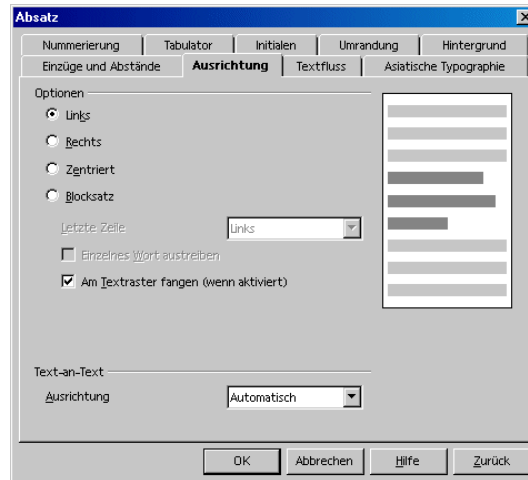 Absatz
Nummerierung Tabulator Initialen Umrandung Hintergrund
Einzüge und Abstände Ausrichtung Textfluss Asiatische Typographie
Optionen
Links
Rechts
Zentriert
Blocksatz
Letzte Zeile Links
Einzelnes Wort austreiben
Am Textraster fangen (wenn aktiviert)
Text-an-Text
Ausrichtung Automatisch
OK Abbrechen Hilfe Zurück